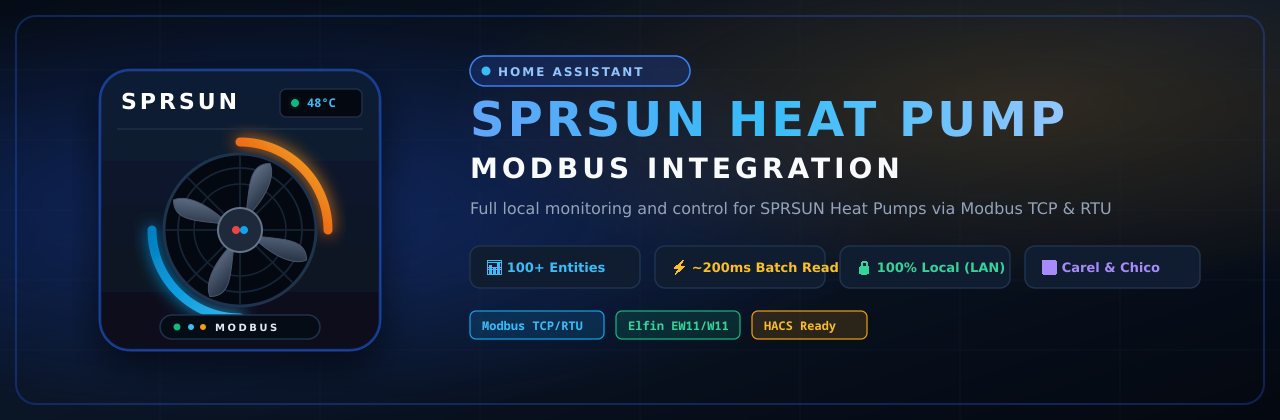 SPRSUN
48°C
MODBUS
HOME ASSISTANT
SPRSUN HEAT PUMP
MODBUS INTEGRATION
Full local monitoring and control for SPRSUN Heat Pumps via Modbus TCP & RTU
100+ Entities
⚡ ~200ms Batch Read
🔒 100% Local (LAN)
Carel & Chico
Modbus TCP/RTU
Elfin EW11/W11
HACS Ready